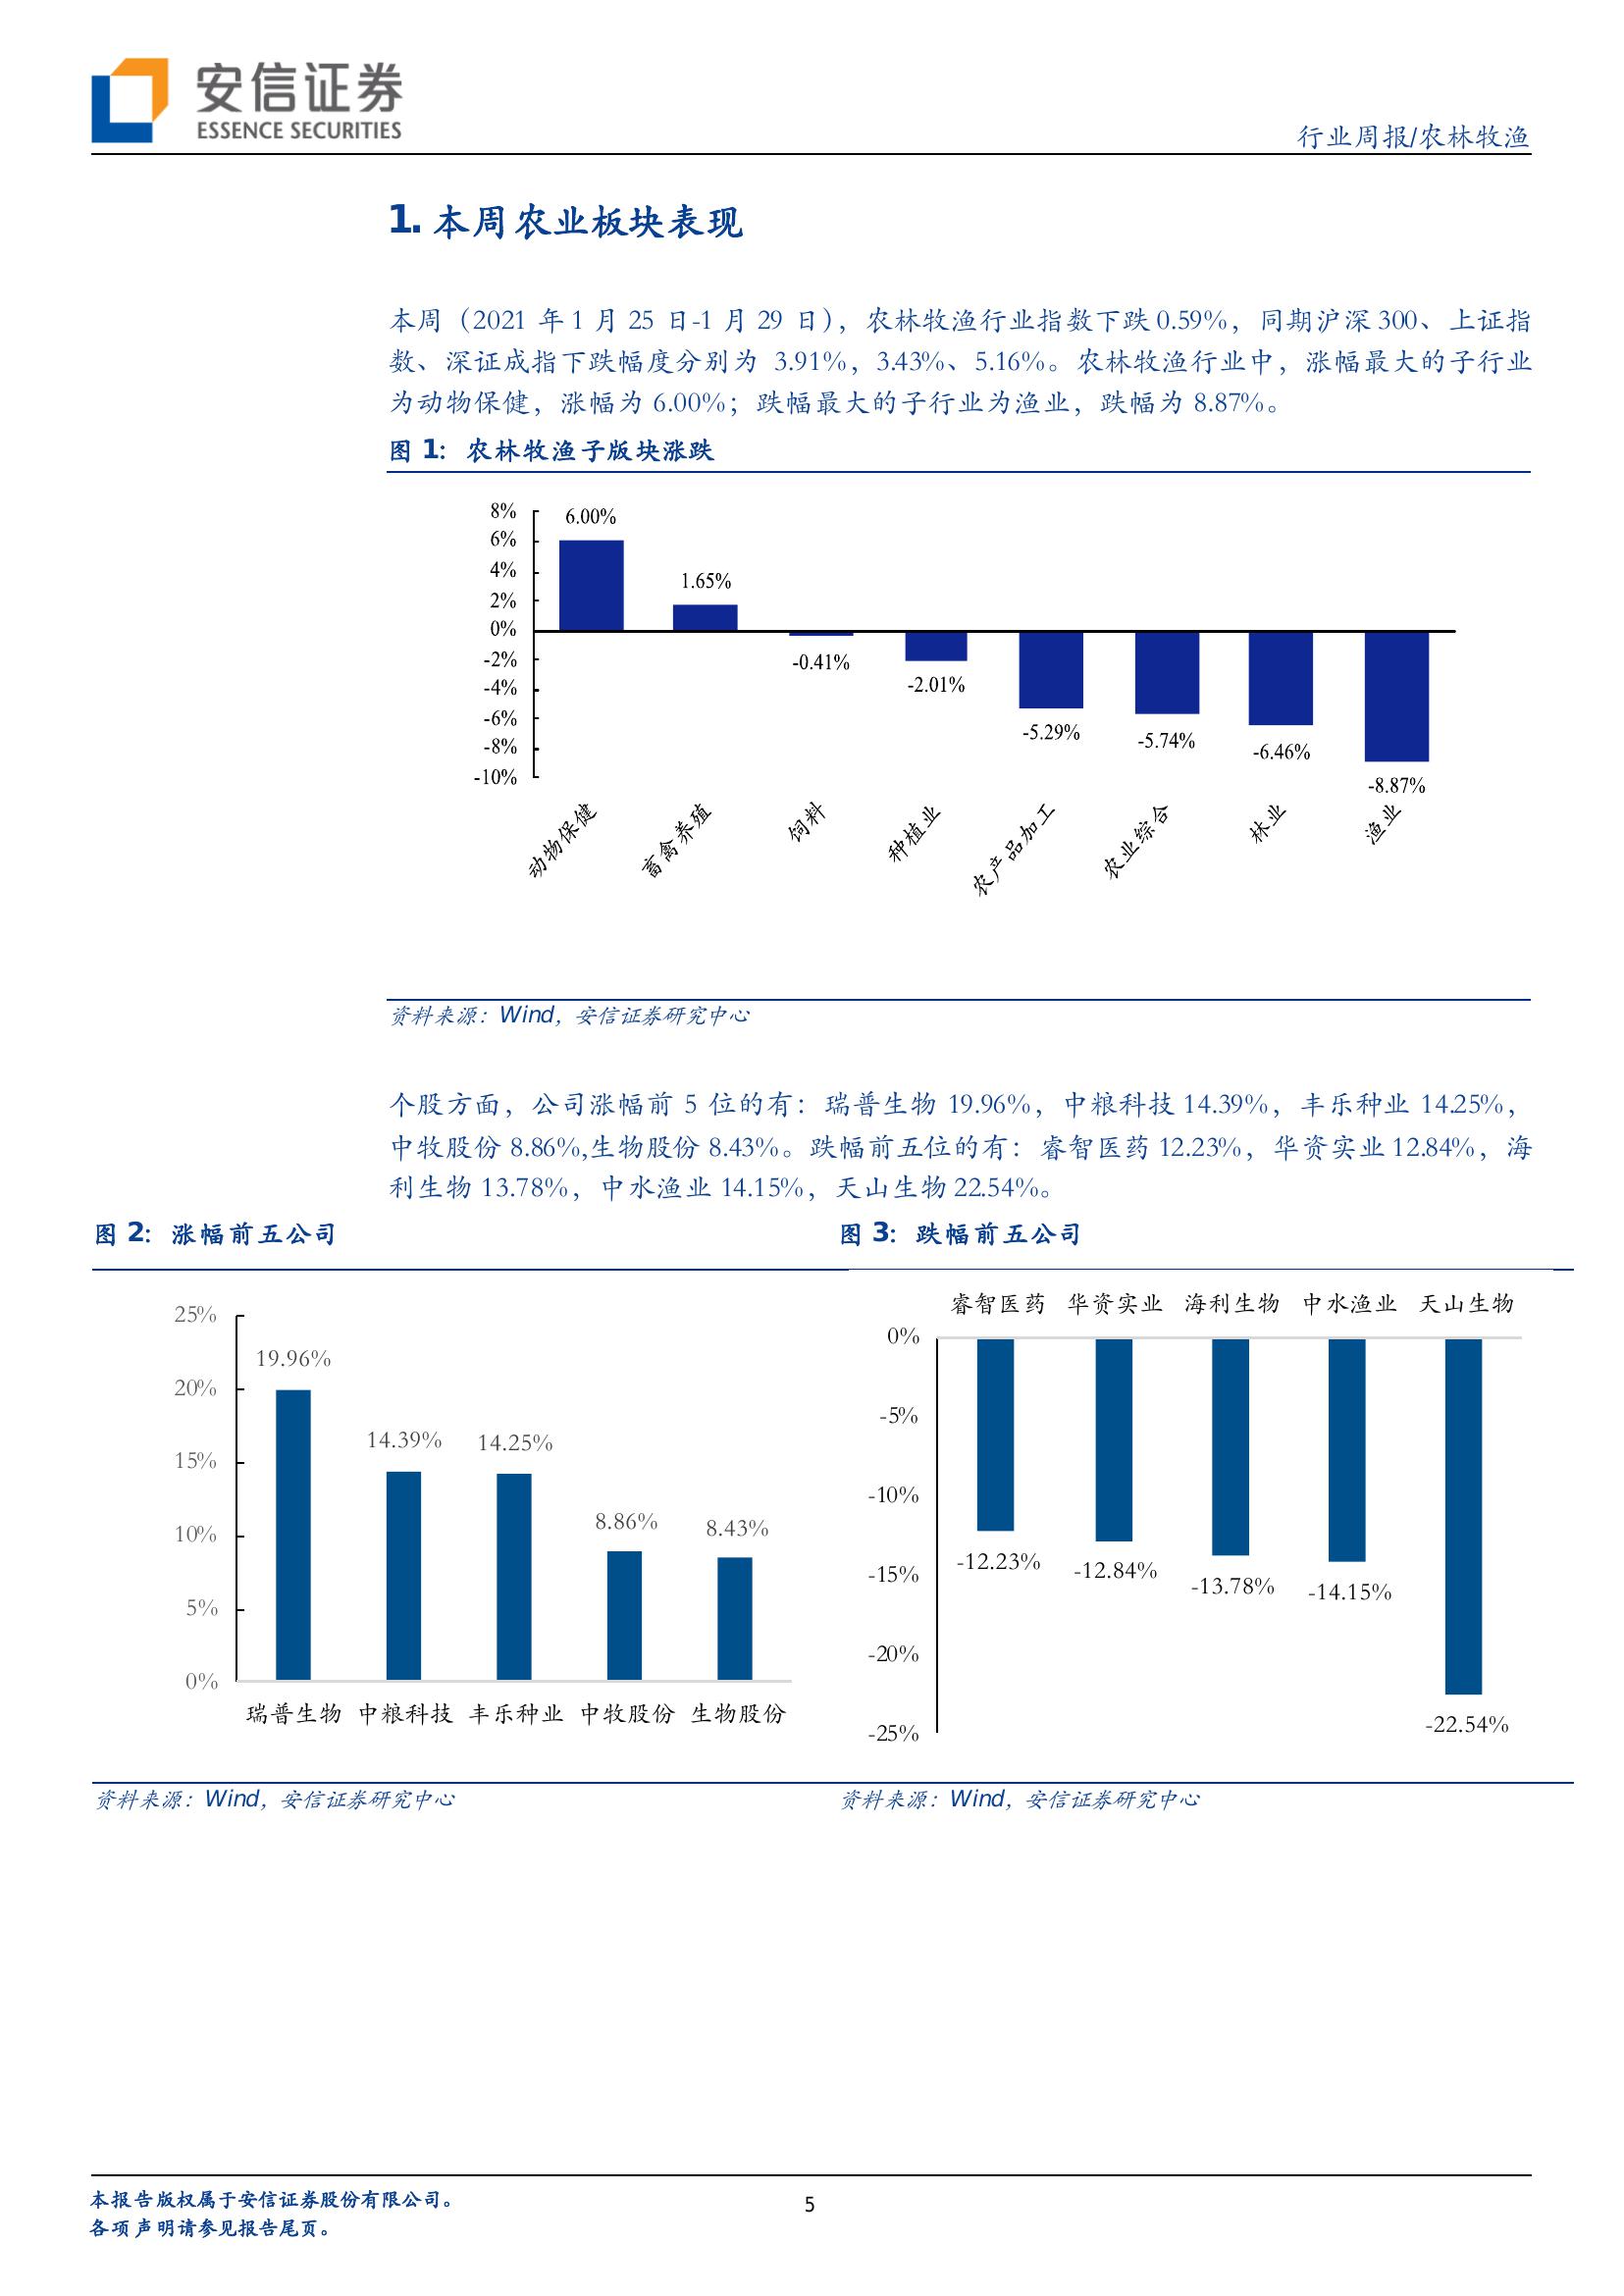 安信证券
ESSENCE SECURITIES
行业周报/农林牧渔
1. 本周农业板块表现
本周（2021 年 1 月 25 日-1 月 29 日），农林牧渔行业指数下跌 0.59%，同期沪深 300、上证指
数、深证成指下跌幅度分别为 3.91%，3.43%、5.16%。农林牧渔行业中，涨幅最大的子行业
为动物保健，涨幅为 6.00%；跌幅最大的子行业为渔业，跌幅为 8.87%。
图 1：农林牧渔子版块涨跌
8%
6%
4%
2%
0%
-2%
-4%
-6%
-8%
-10%
6.00%
1.65%
-0.41%
-2.01%
-5.29%
-5.74%
-6.46%
-8.87%
动物保健
畜禽养殖
饲料
种植业
农产品加工
农业综合
林业
渔业
资料来源：Wind，安信证券研究中心
个股方面，公司涨幅前 5 位的有：瑞普生物 19.96%，中粮科技 14.39%，丰乐种业 14.25%，
中牧股份 8.86%,生物股份 8.43%。跌幅前五位的有：睿智医药 12.23%，华资实业 12.84%，海
利生物 13.78%，中水渔业 14.15%，天山生物 22.54%。
图 2：涨幅前五公司
25%
20%
15%
10%
5%
0%
19.96%
14.39%
14.25%
8.86%
8.43%
瑞普生物 中粮科技 丰乐种业 中牧股份 生物股份
资料来源：Wind，安信证券研究中心
图 3：跌幅前五公司
睿智医药 华资实业 海利生物 中水渔业 天山生物
0%
-5%
-10%
-15%
-20%
-25%
-12.23%
-12.84%
-13.78%
-14.15%
-22.54%
资料来源：Wind，安信证券研究中心
本报告版权属于安信证券股份有限公司。
各项声明请参见报告尾页。
5